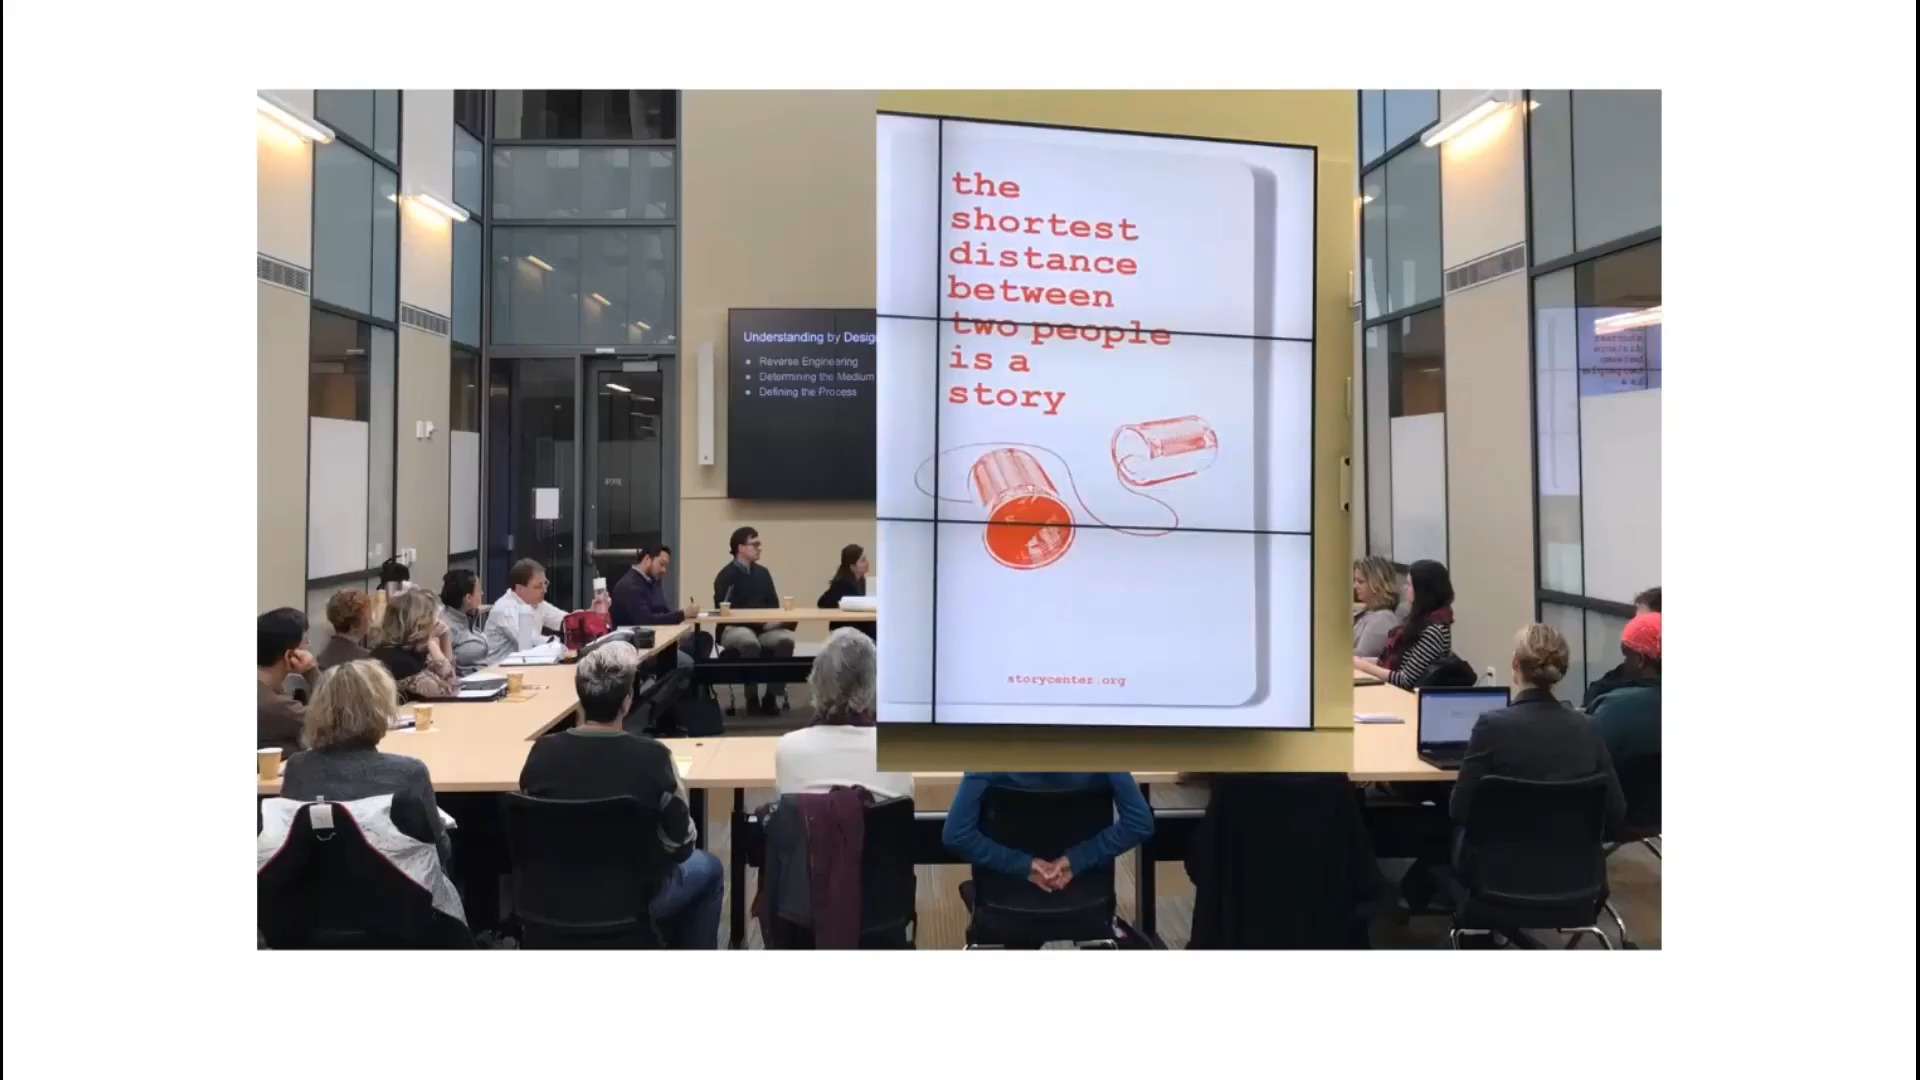 Understanding by Desig
Reverse Engineering
Determining the Medium
Defining the Process
the
shortest
distance
between
two people
is a
story
storycenter.org